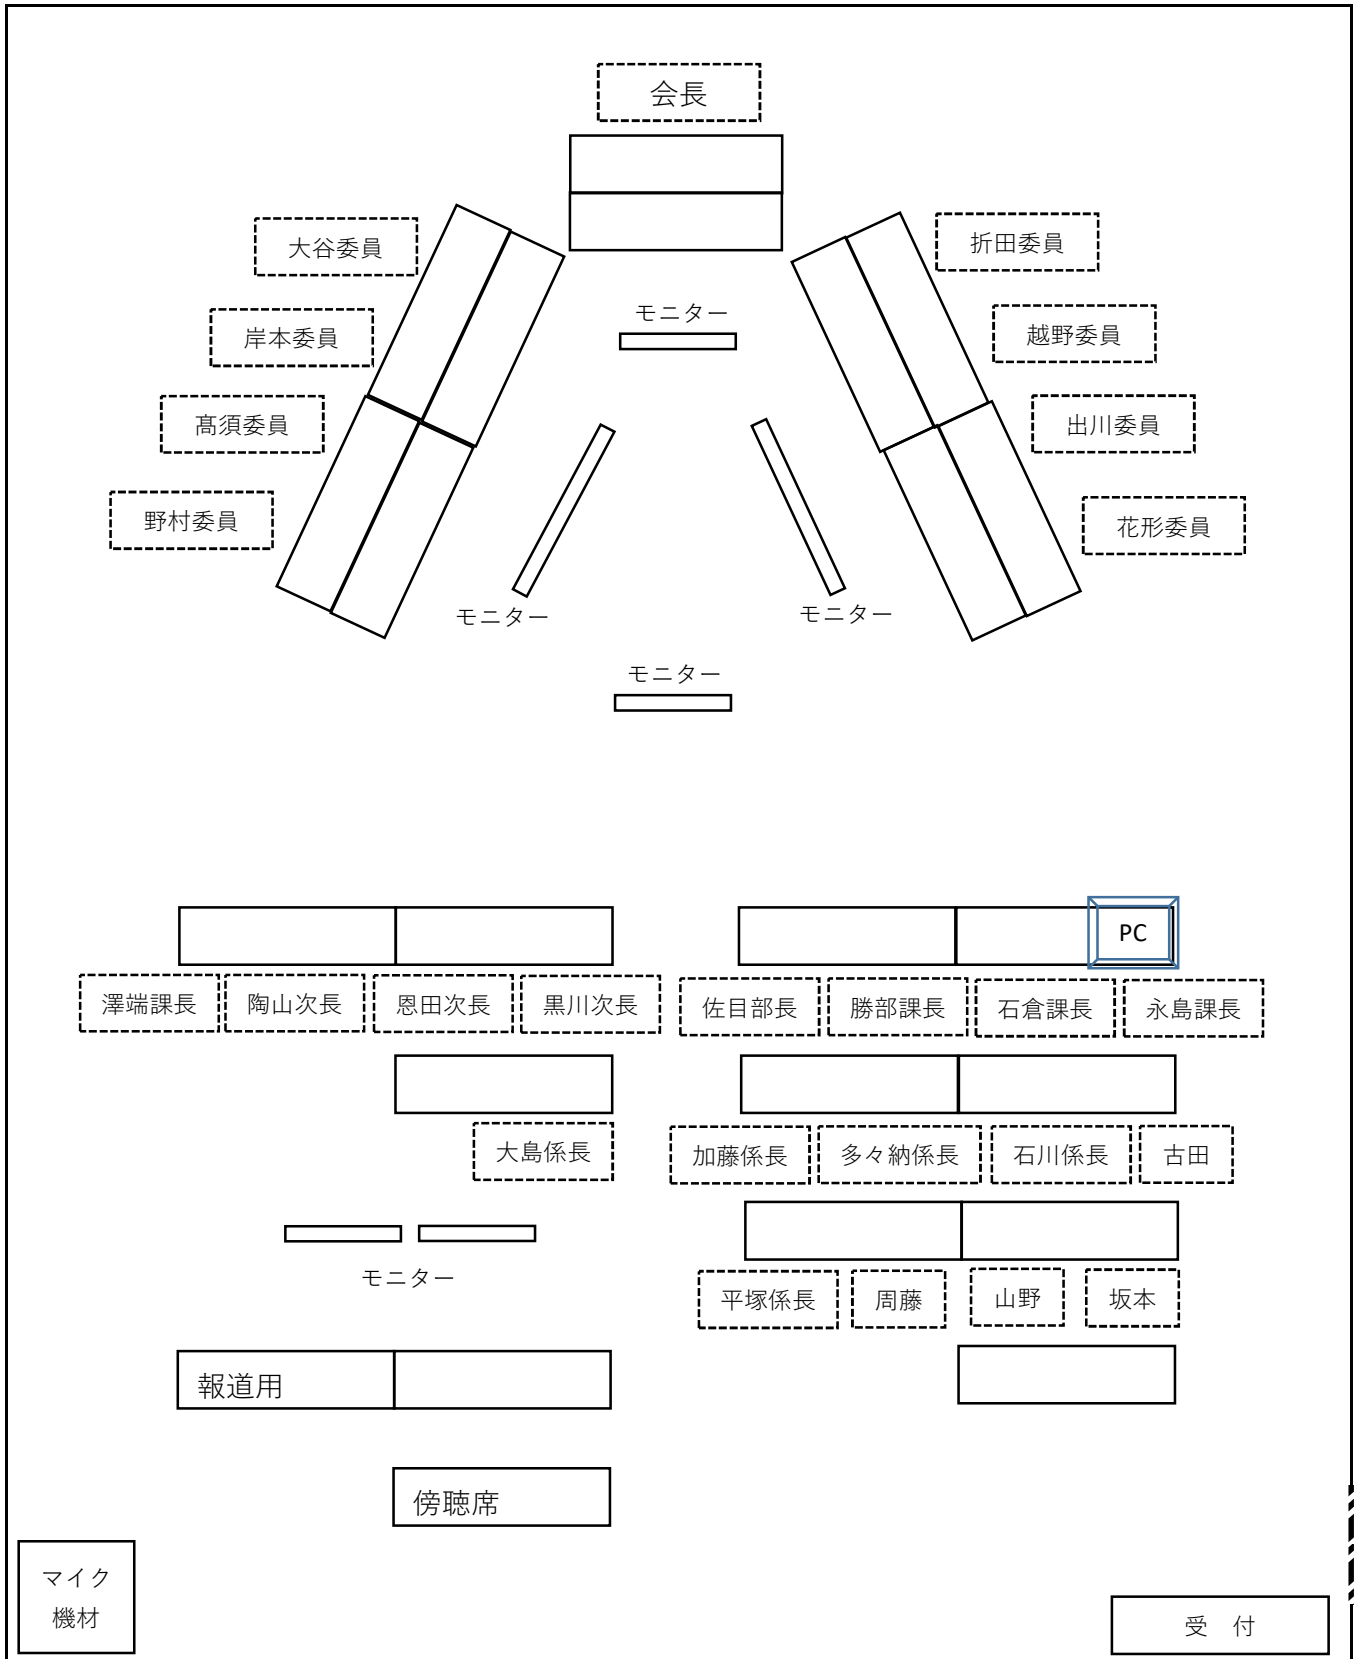 会長
大谷委員
折田委員
岸本委員
モニター
越野委員
髙須委員
出川委員
野村委員
花形委員
モニター
モニター
モニター
PC
澤端課長
陶山次長
恩田次長
黒川次長
佐目部長
勝部課長
石倉課長
永島課長
大島係長
加藤係長
多々納係長
石川係長
古田
モニター
平塚係長
周藤
山野
坂本
報道用
傍聴席
マイク
機材
受　付